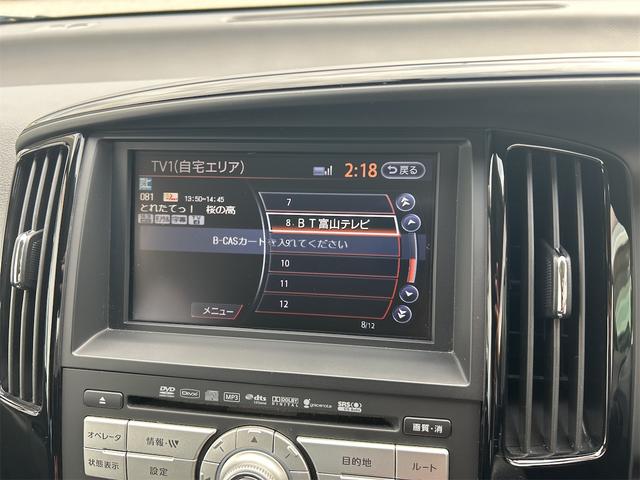 TV1(自宅エリア)
2:18
戻る
081
13:50~14:45
とれたてっ! 桜の高
字幕
7
8.BT富山テレビ
B-CASカードを入れてください
10
11
12
8/12
メニュー
DVD
MP3
dts
DOLBY
DIGITAL
gracenote
SRS
画質・消
オペレータ
情報・VV
状態表示
設定
目的地
ルート